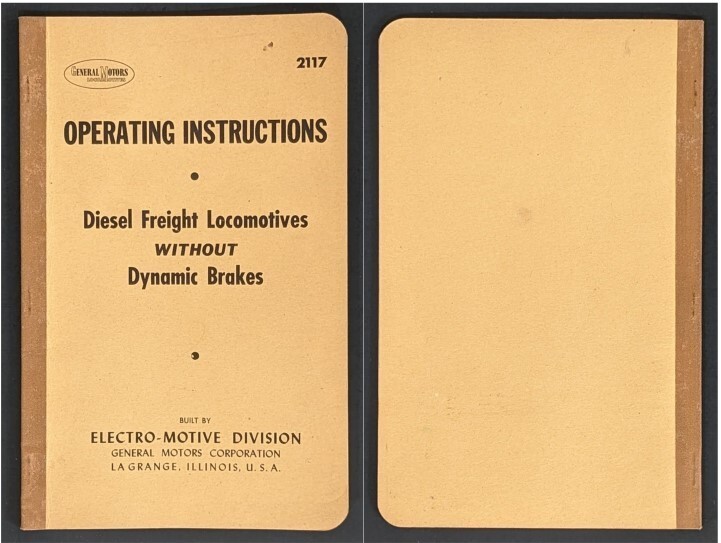 GENERAL MOTORS
2117
OPERATING INSTRUCTIONS
Diesel Freight Locomotives
WITHOUT
Dynamic Brakes
BUILT BY
ELECTRO-MOTIVE DIVISION
GENERAL MOTORS CORPORATION
LA GRANGE, ILLINOIS, U.S.A.